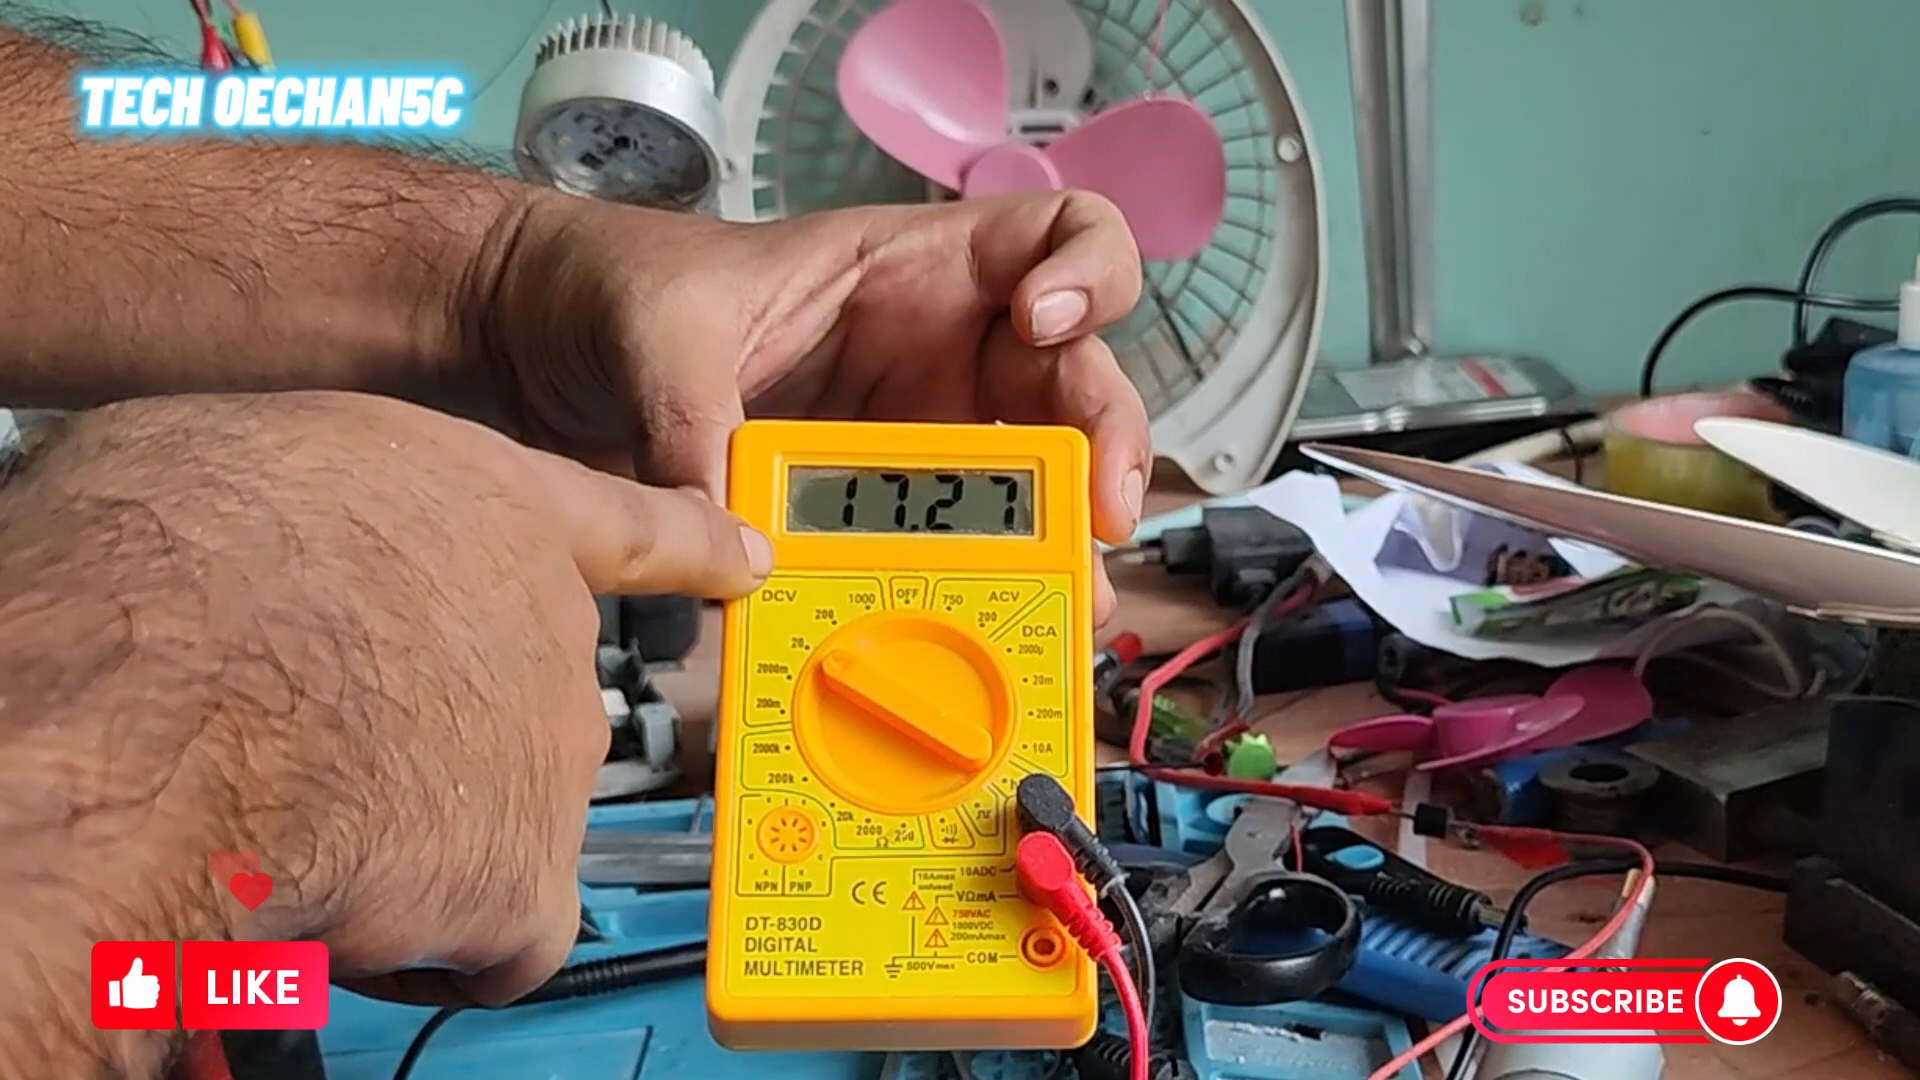 TECH OECHAN5C
17.27
DCV
1000
OFF
750
ACV
200
200
DCA
20
2000µ
2000m
20m
200m
200m
2000k
10A
200k
20k
2000
200
Ω
NPN
PNP
CE
10Amax
unfused
10ADC
VΩmA
750VAC
1000VDC
200mAmax
DT-830D
DIGITAL
MULTIMETER
500Vmax
COM
LIKE
SUBSCRIBE